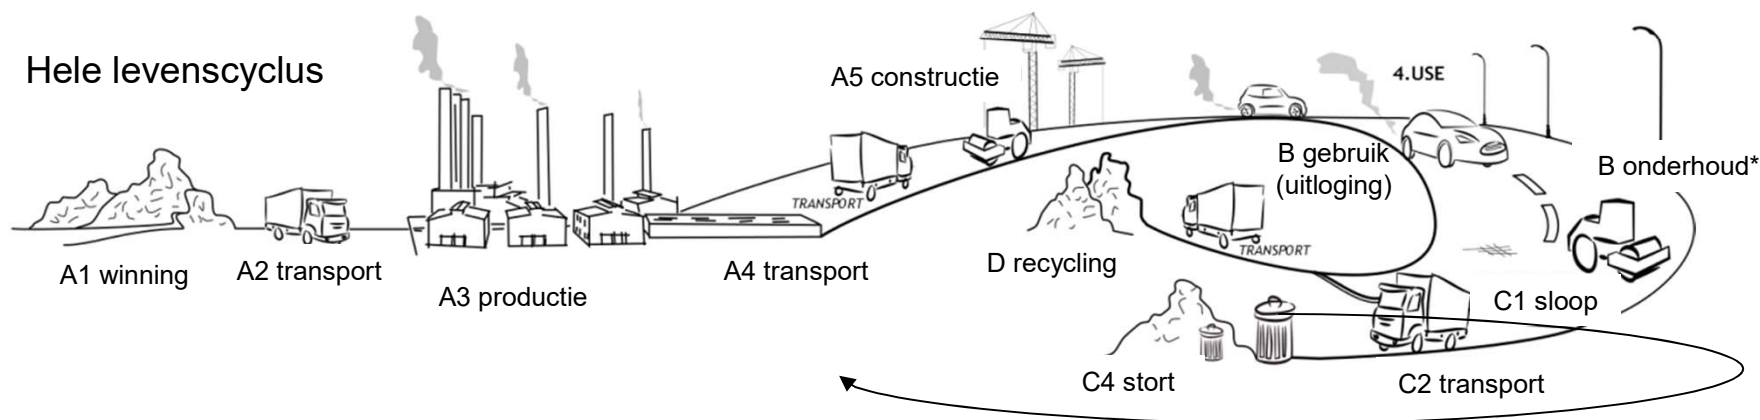 Hele levenscyclus
A1 winning
A2 transport
A3 productie
A4 transport
TRANSPORT
A5 constructie
4.USE
B gebruik
(uitloging)
B onderhoud*
D recycling
TRANSPORT
C1 sloop
C2 transport
C4 stort